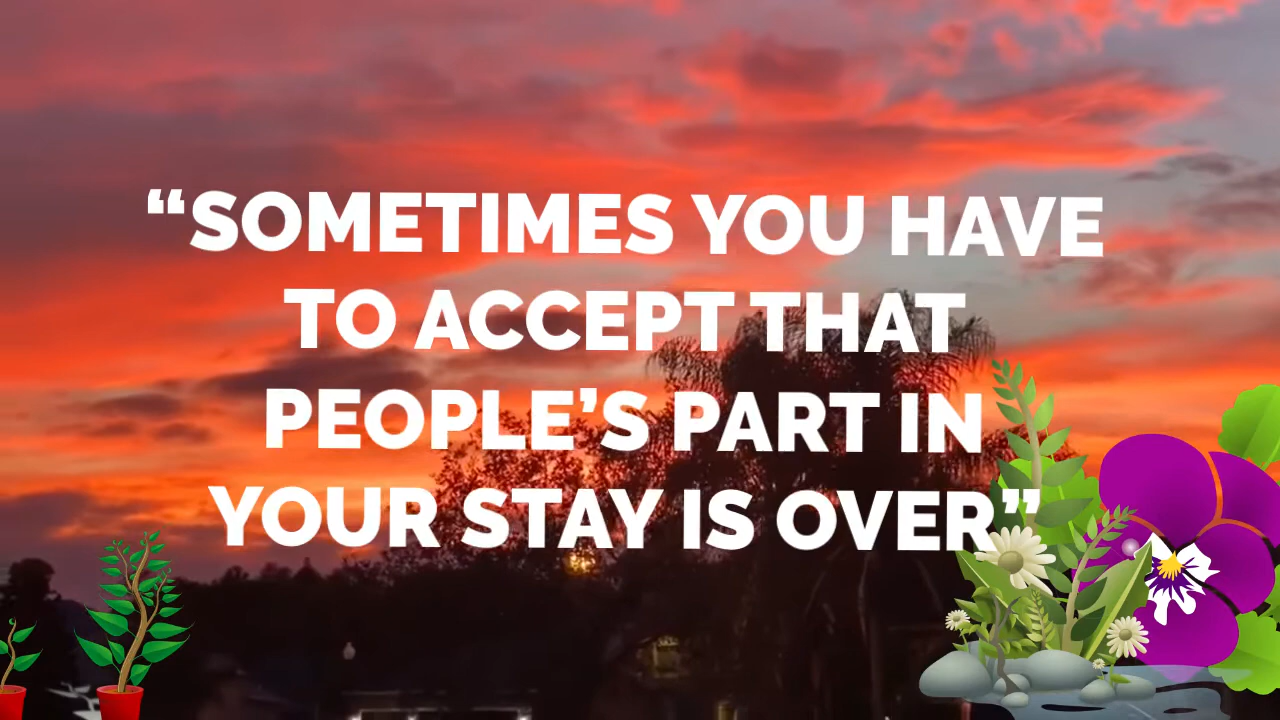 “SOMETIMES YOU HAVE
TO ACCEPT THAT
PEOPLE’S PART IN
YOUR STAY IS OVER”